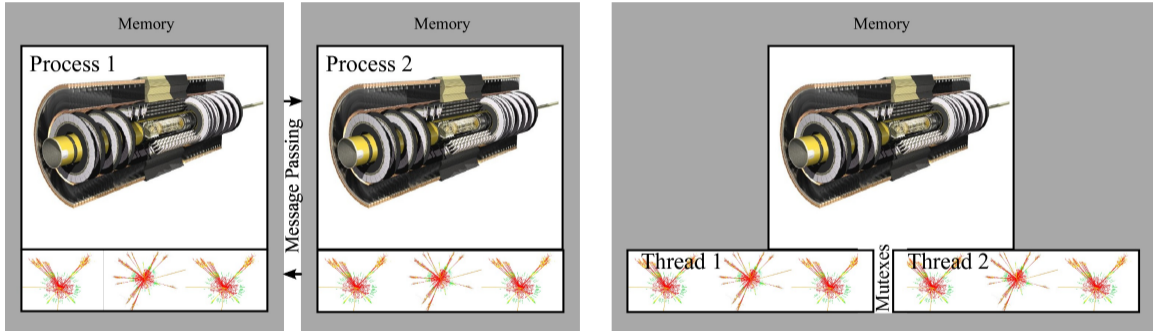 Memory
Process 1
Message Passing
Memory
Process 2
Memory
Thread 1
Mutexes
Thread 2